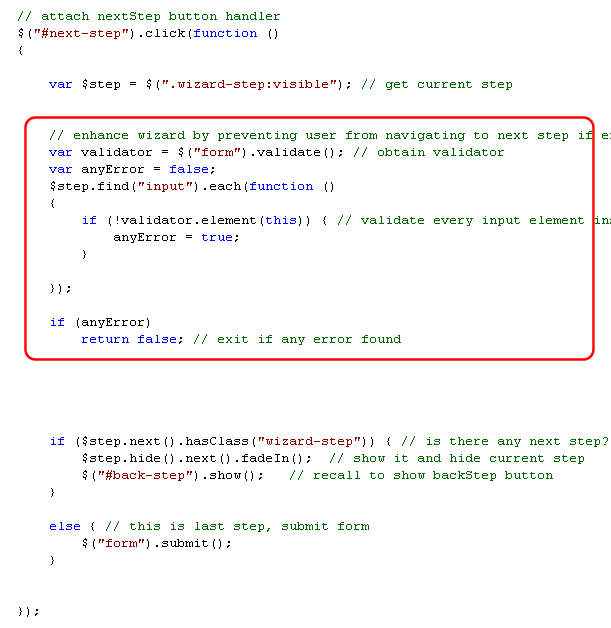 // attach nextStep button handler
$("#next-step").click(function ()
{
var $step = $(".wizard-step:visible"); // get current step
// enhance wizard by preventing user from navigating to next step if
var validator = $("form").validate(); // obtain validator
var anyError = false;
$step.find("input").each(function ()
{
if (!validator.element(this)) { // validate every input element
anyError = true;
}
});
if (anyError)
return false; // exit if any error found
if ($step.next().hasClass("wizard-step")) { // is there any next step?
$step.hide().next().fadeIn(); // show it and hide current step
$("#back-step").show(); // recall to show backStep button
}
else { // this is last step, submit form
$("form").submit();
}
});